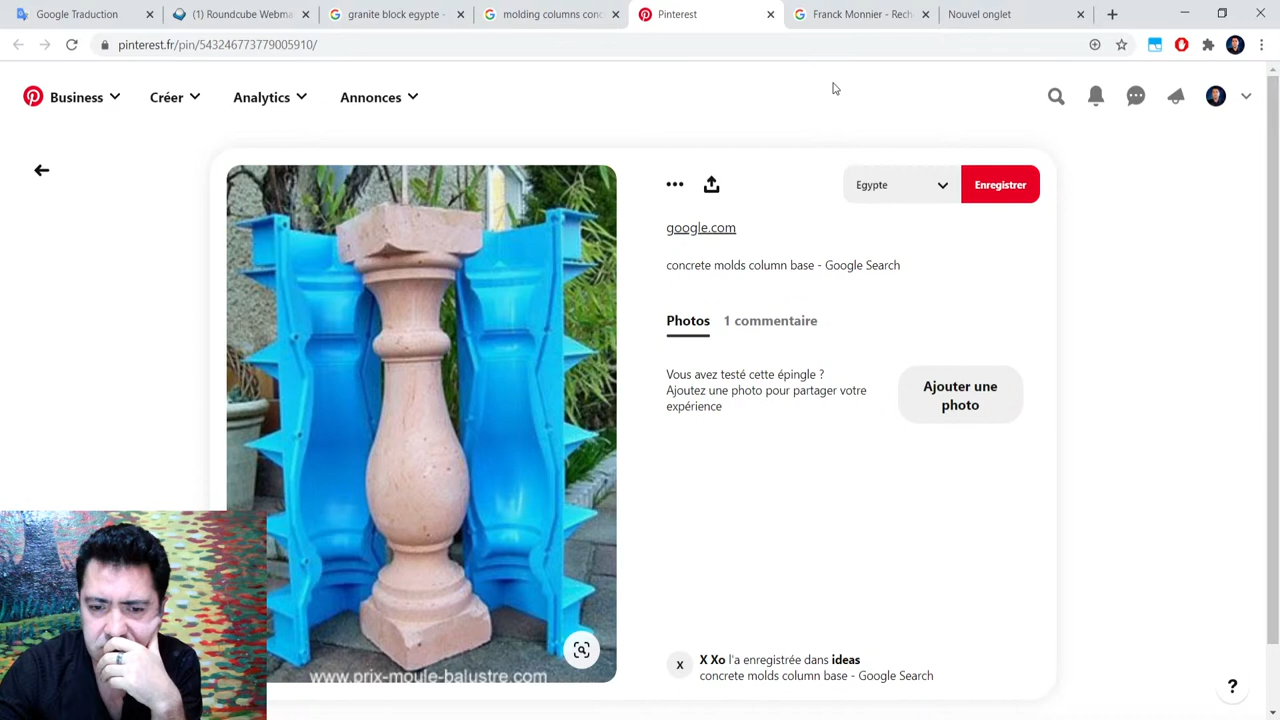 Google Traduction
(1) Roundcube Webma
granite block egypte -
molding columns conc
Pinterest
Franck Monnier - Rech
Nouvel onglet
pinterest.fr/pin/543246773779005910/
Business
Créer
Analytics
Annonces
Egypte
Enregistrer
google.com
concrete molds column base - Google Search
Photos
1 commentaire
Vous avez testé cette épingle ?
Ajoutez une photo pour partager votre
expérience
Ajouter une
photo
www.prix-moule-balustre.com
X
X Xo l'a enregistrée dans ideas
concrete molds column base - Google Search
?